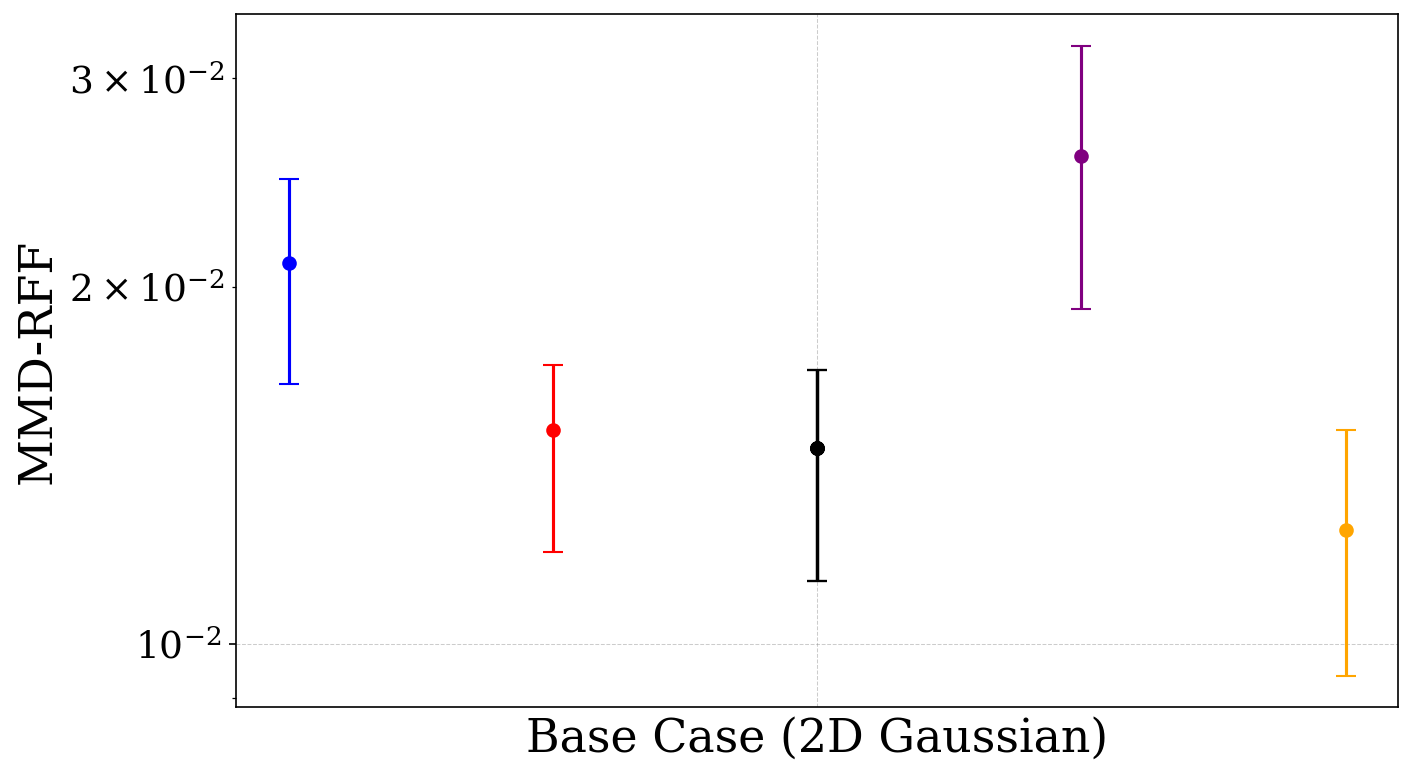 MMD-RFF
3 × 10⁻²
2 × 10⁻²
10⁻²
Base Case (2D Gaussian)